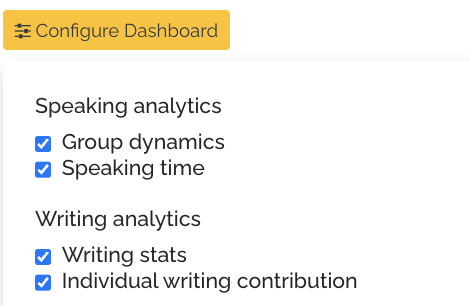 Configure Dashboard
Speaking analytics
Group dynamics
Speaking time
Writing analytics
Writing stats
Individual writing contribution